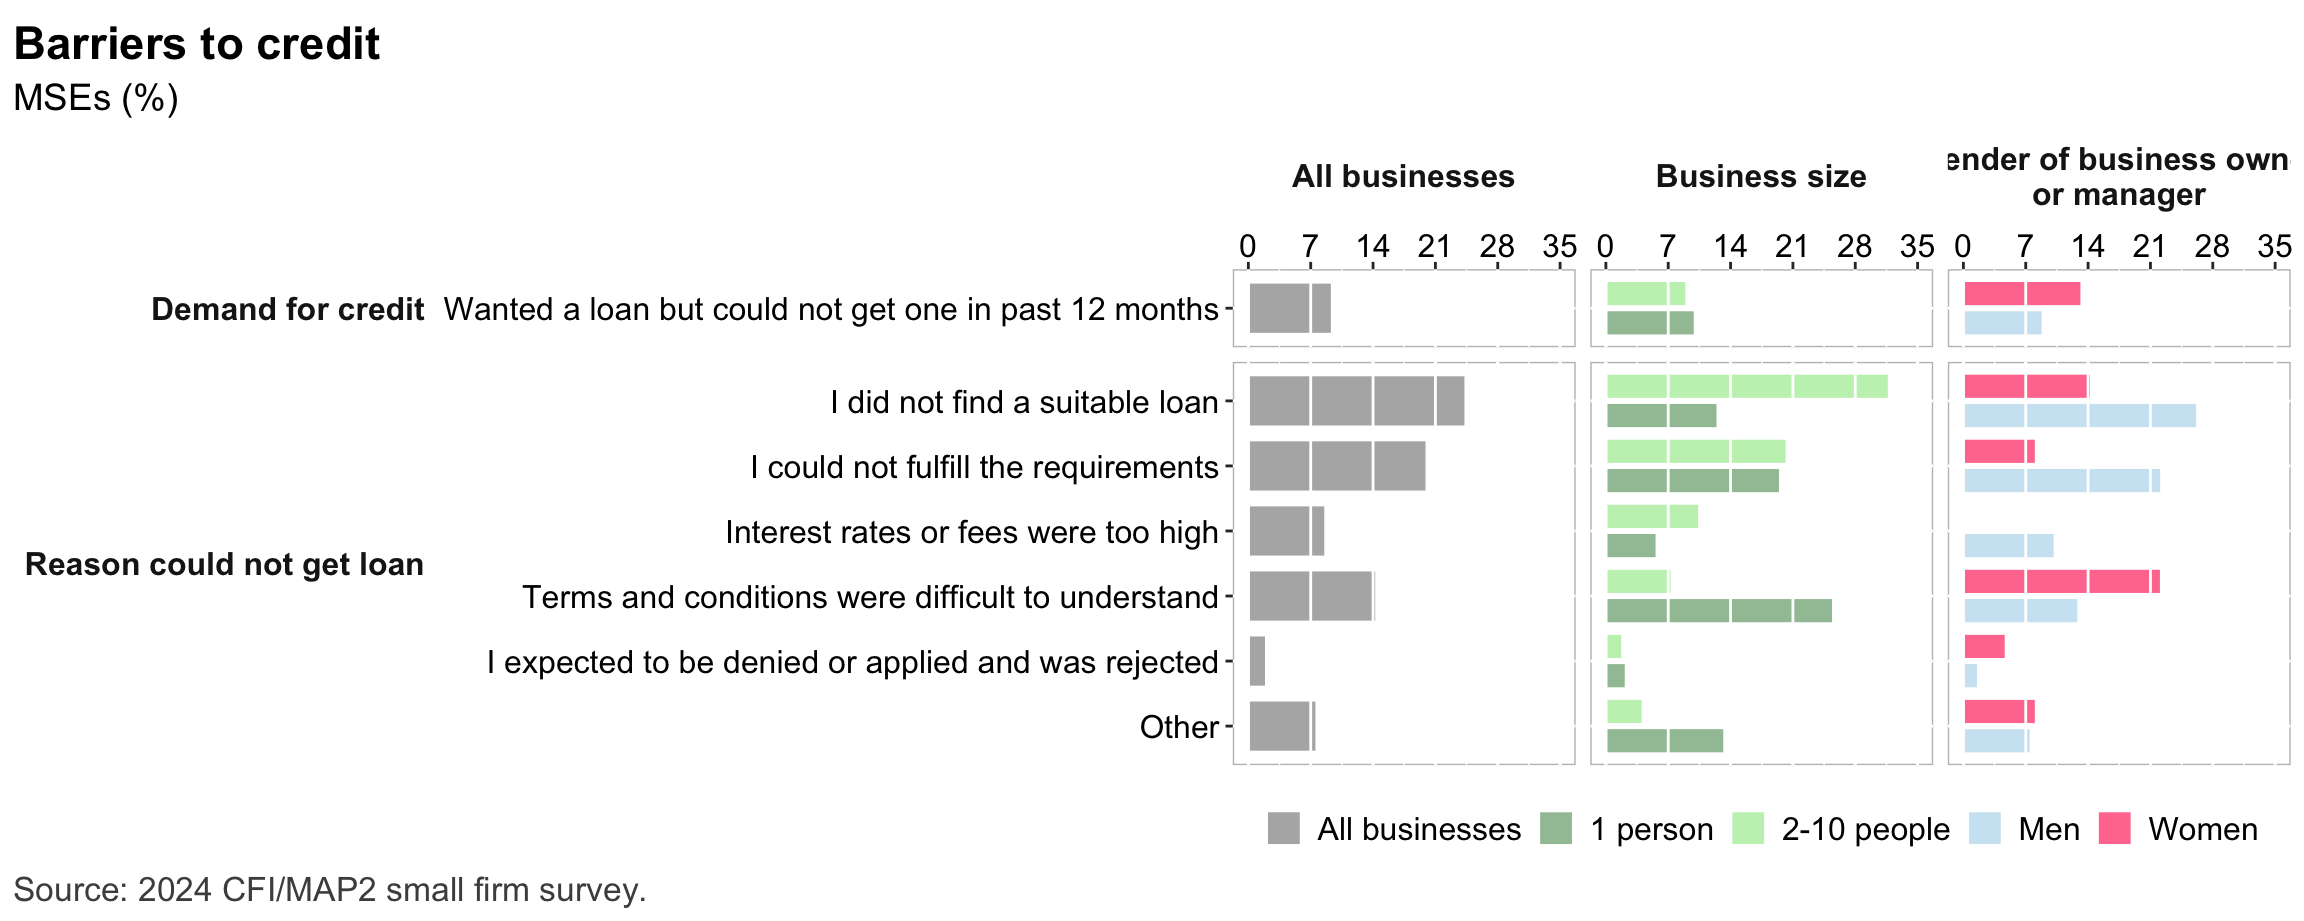 Barriers to credit
MSEs (%)
All businesses
Business size
ender of business own
or manager
0 7 14 21 28 35
0 7 14 21 28 35
0 7 14 21 28 35
Demand for credit
Wanted a loan but could not get one in past 12 months
Reason could not get loan
I did not find a suitable loan
I could not fulfill the requirements
Interest rates or fees were too high
Terms and conditions were difficult to understand
I expected to be denied or applied and was rejected
Other
All businesses
1 person
2-10 people
Men
Women
Source: 2024 CFI/MAP2 small firm survey.